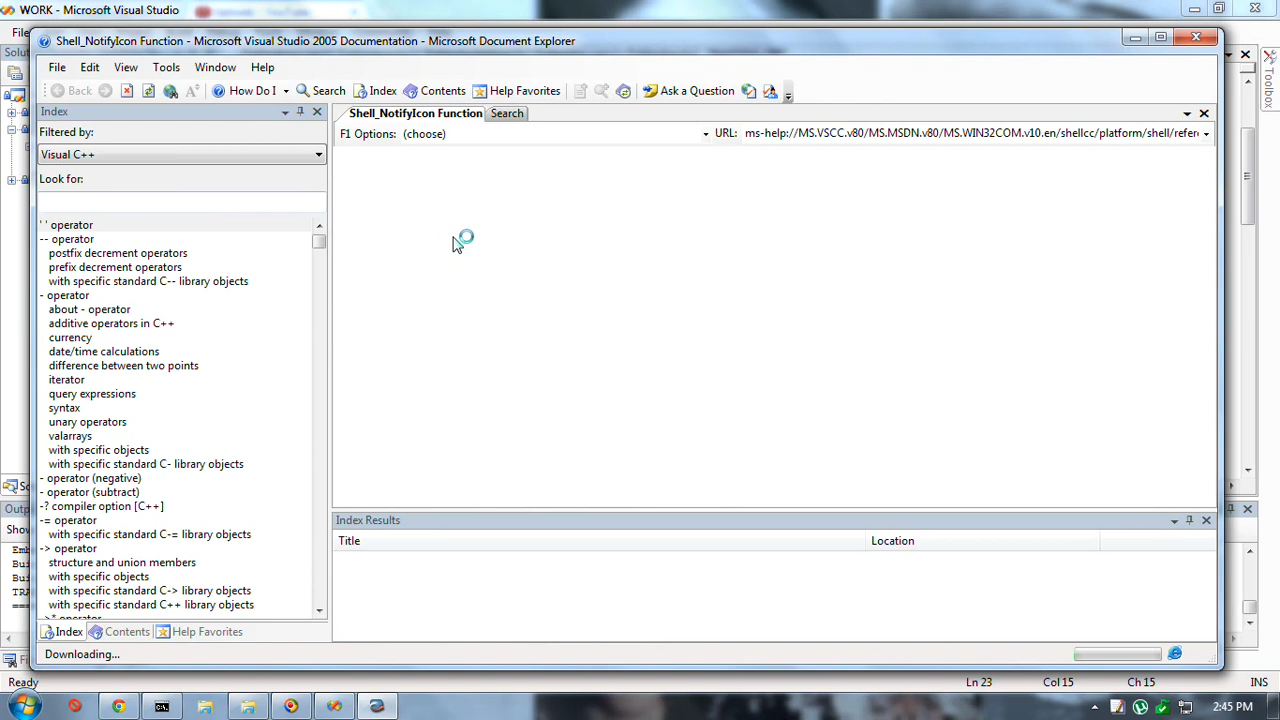 WORK - Microsoft Visual Studio
Shell_NotifyIcon Function - Microsoft Visual Studio 2005 Documentation - Microsoft Document Explorer
File Edit View Tools Window Help
Back How Do I Search Index Contents Help Favorites Ask a Question
Toolbox
Index
Shell_NotifyIcon Function Search
Filtered by:
F1 Options: (choose) URL: ms-help://MS.VSCC.v80/MS.MSDN.v80/MS.WIN32COM.v10.en/shellcc/platform/shell/refere
Visual C++
Look for:
' ' operator
-- operator
postfix decrement operators
prefix decrement operators
with specific standard C-- library objects
- operator
about - operator
additive operators in C++
currency
date/time calculations
difference between two points
iterator
query expressions
syntax
unary operators
valarrays
with specific objects
with specific standard C- library objects
- operator (negative)
- operator (subtract)
-? compiler option [C++]
-= operator
with specific standard C-= library objects
-> operator
structure and union members
with specific objects
with specific standard C-> library objects
with specific standard C++ library objects
->* operator
Index Results
Title Location
Index Contents Help Favorites
Downloading...
Ready Ln 23 Col 15 Ch 15 INS
2:45 PM